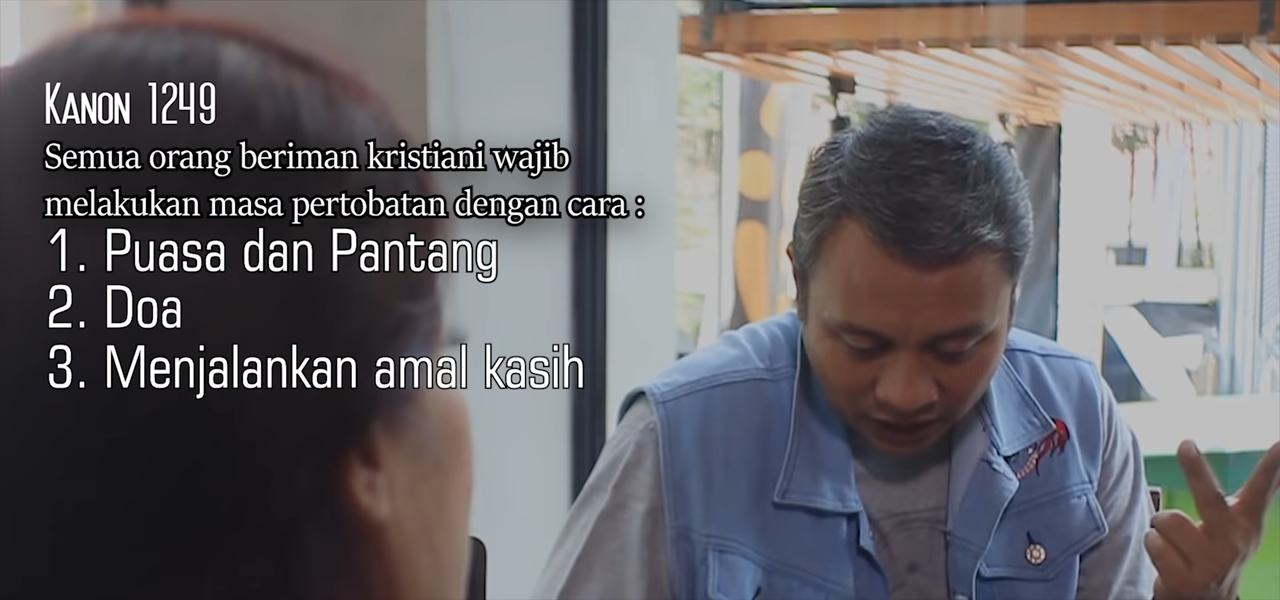 Kanon 1249
Semua orang beriman kristiani wajib
melakukan masa pertobatan dengan cara :
1. Puasa dan Pantang
2. Doa
3. Menjalankan amal kasih